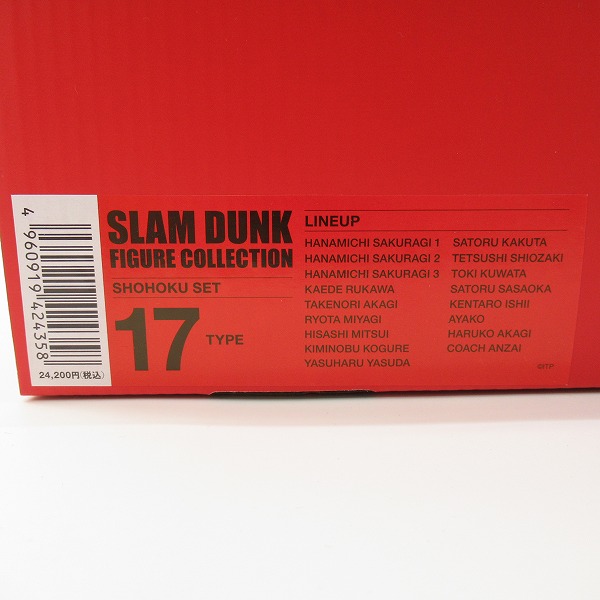 4 960919 424358
24,200円(税込)
SLAM DUNK
FIGURE COLLECTION
SHOHOKU SET
17 TYPE
LINEUP
HANAMICHI SAKURAGI 1
HANAMICHI SAKURAGI 2
HANAMICHI SAKURAGI 3
KAEDE RUKAWA
TAKENORI AKAGI
RYOTA MIYAGI
HISASHI MITSUI
KIMINOBU KOGURE
YASUHARU YASUDA
SATORU KAKUTA
TETSUSHI SHIOZAKI
TOKI KUWATA
SATORU SASAOKA
KENTARO ISHII
AYAKO
HARUKO AKAGI
COACH ANZAI
©ITP